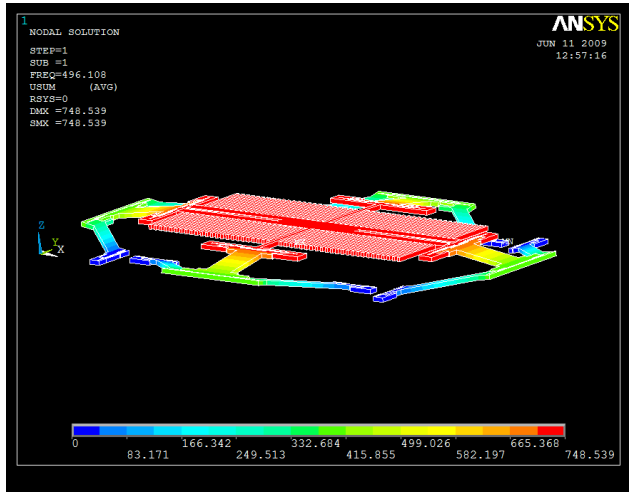 1
NODAL SOLUTION
ANSYS
STEP=1
SUB =1
FREQ=496.108
USUM (AVG)
RSYS=0
DMX =748.539
SMX =748.539
JUN 11 2009
12:57:16
Z
Y
X
0
83.171
166.342
249.513
332.684
415.855
499.026
582.197
665.368
748.539